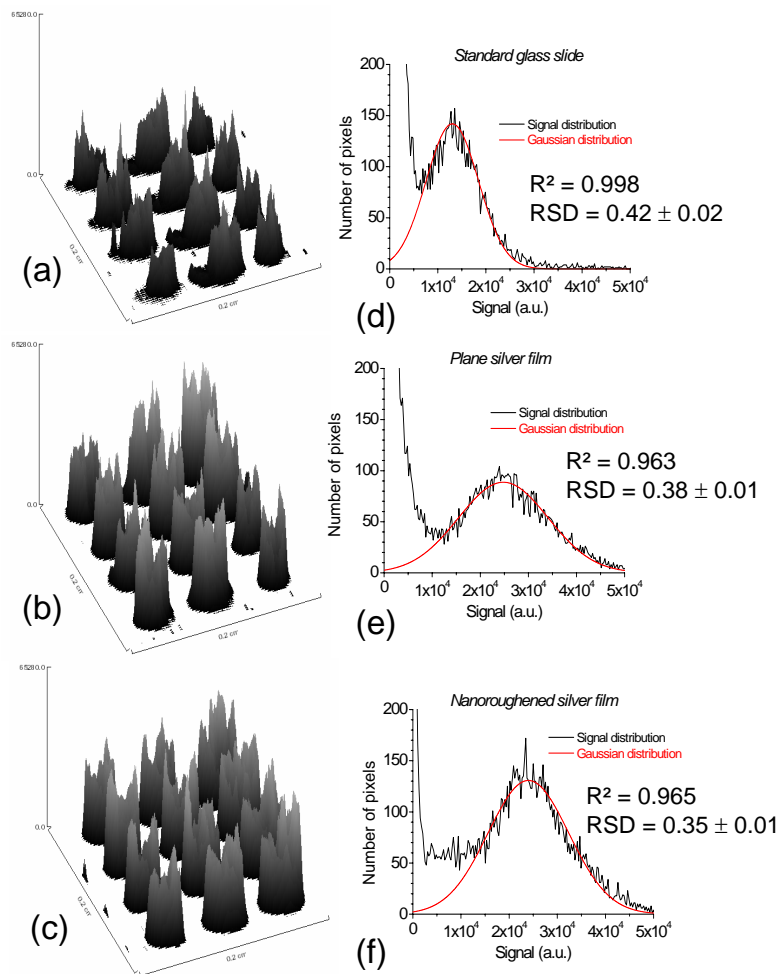 65280.0
0.0
0.2 cm
0.2 cm
(a)
Standard glass slide
200
150
100
50
0
Number of pixels
Signal distribution
Gaussian distribution
R² = 0.998
RSD = 0.42 ± 0.02
0 1x10⁴ 2x10⁴ 3x10⁴ 4x10⁴ 5x10⁴
Signal (a.u.)
(d)
65280.0
0.0
0.2 cm
0.2 cm
(b)
Plane silver film
200
150
100
50
0
Number of pixels
Signal distribution
Gaussian distribution
R² = 0.963
RSD = 0.38 ± 0.01
0 1x10⁴ 2x10⁴ 3x10⁴ 4x10⁴ 5x10⁴
Signal (a.u.)
(e)
65280.0
0.0
0.2 cm
0.2 cm
(c)
Nanoroughened silver film
200
150
100
50
0
Number of pixels
Signal distribution
Gaussian distribution
R² = 0.965
RSD = 0.35 ± 0.01
0 1x10⁴ 2x10⁴ 3x10⁴ 4x10⁴ 5x10⁴
Signal (a.u.)
(f)